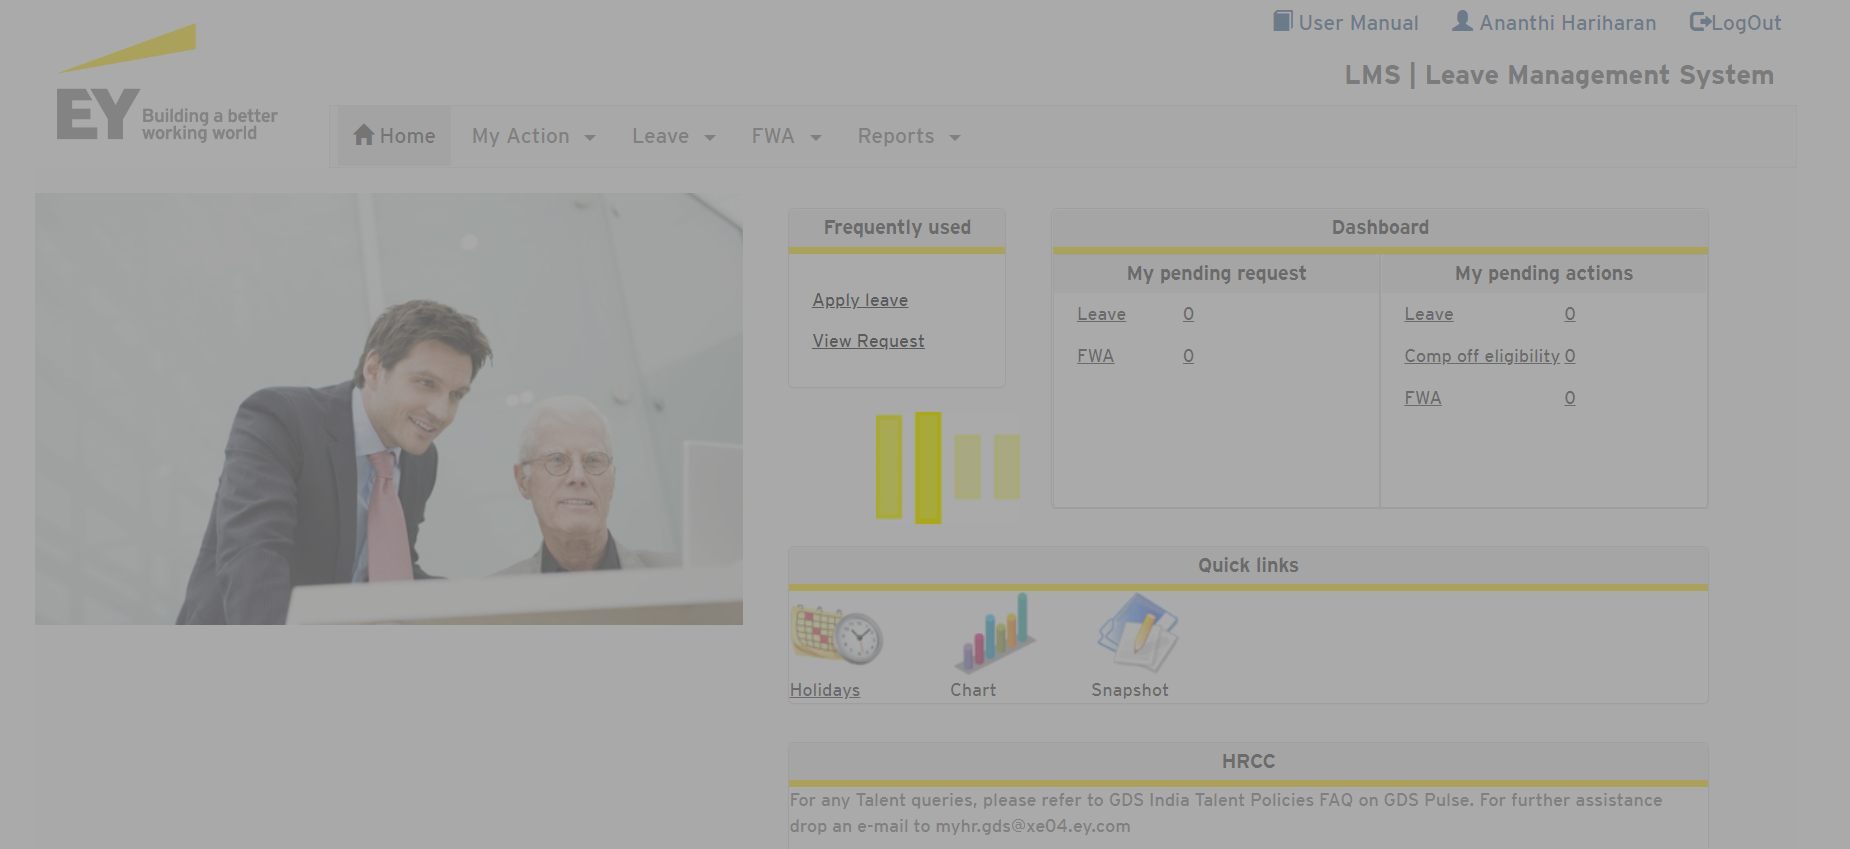 User Manual
Ananthi Hariharan
LogOut
LMS | Leave Management System
EY Building a better
working world
Home
My Action
Leave
FWA
Reports
Frequently used
Apply leave
View Request
Dashboard
My pending request
Leave 0
FWA 0
My pending actions
Leave 0
Comp off eligibility 0
FWA 0
Quick links
Holidays
Chart
Snapshot
HRCC
For any Talent queries, please refer to GDS India Talent Policies FAQ on GDS Pulse. For further assistance
drop an e-mail to myhr.gds@xe04.ey.com